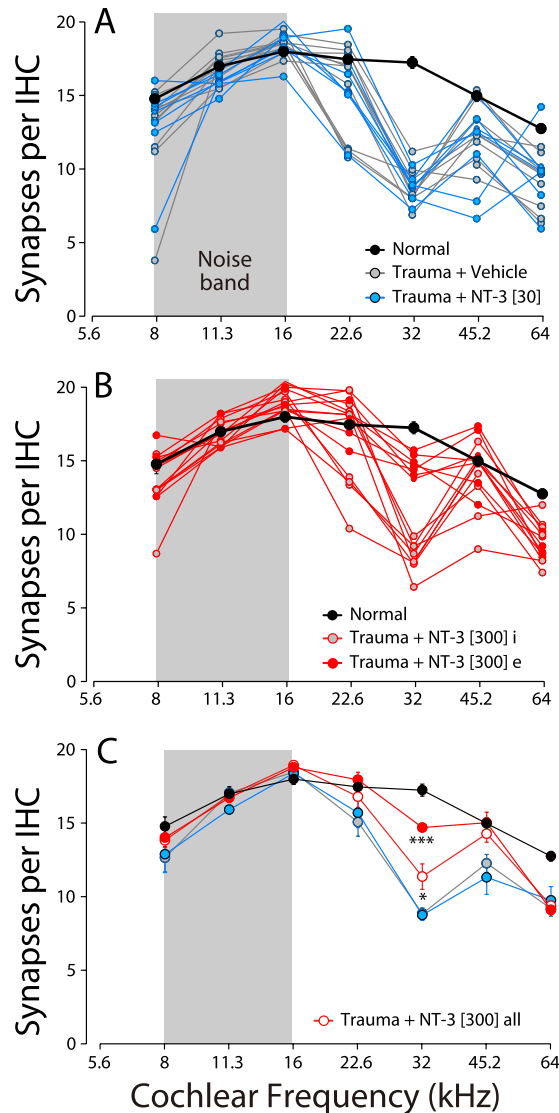 A
Synapses per IHC
20
15
10
5
0
Noise
band
Normal
Trauma + Vehicle
Trauma + NT-3 [30]
5.6 8 11.3 16 22.6 32 45.2 64
B
Synapses per IHC
20
15
10
5
0
Normal
Trauma + NT-3 [300] i
Trauma + NT-3 [300] e
5.6 8 11.3 16 22.6 32 45.2 64
C
Synapses per IHC
20
15
10
5
0
***
*
Trauma + NT-3 [300] all
5.6 8 11.3 16 22.6 32 45.2 64
Cochlear Frequency (kHz)